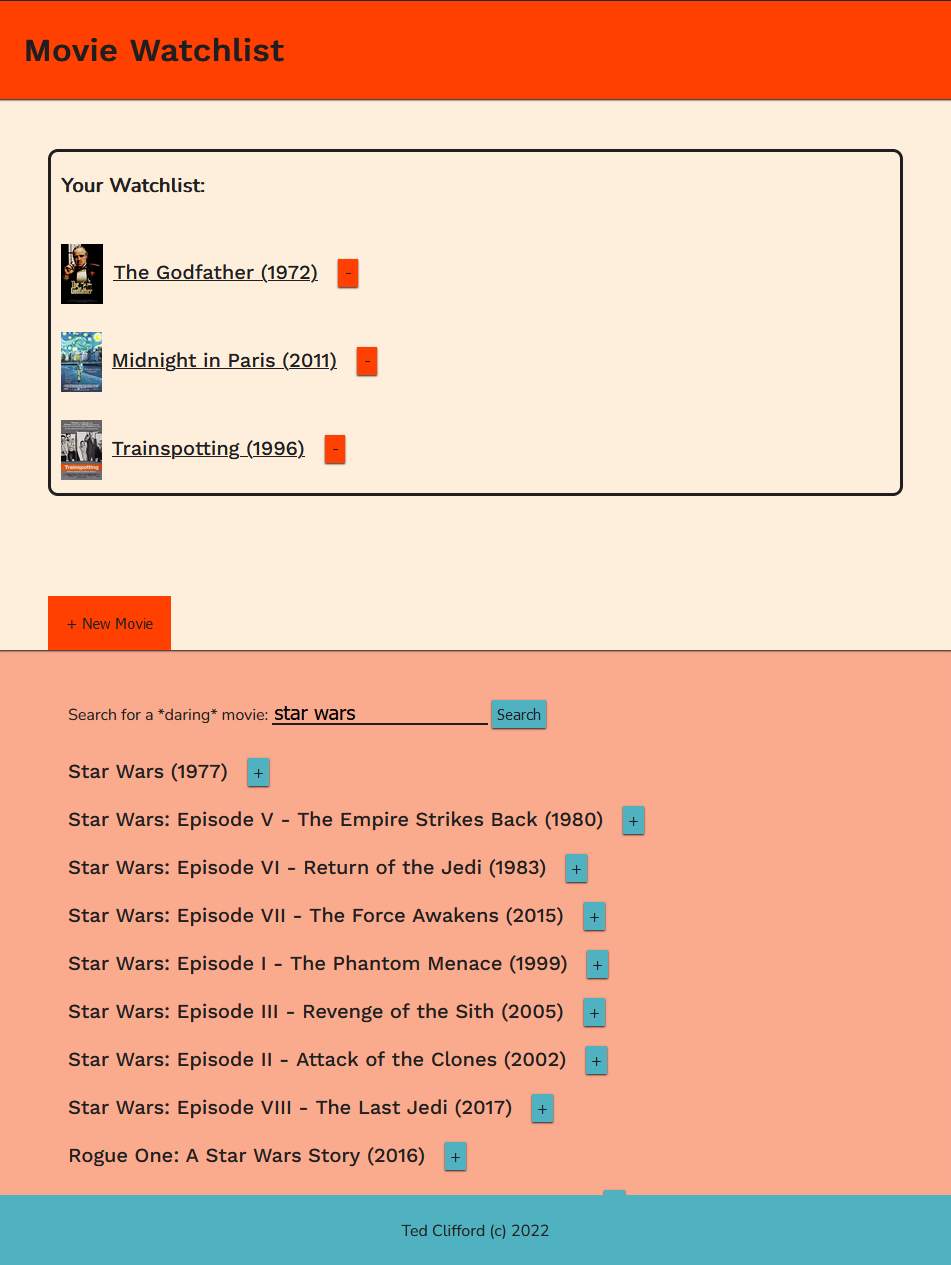 Movie Watchlist
Your Watchlist:
The Godfather (1972) -
Midnight in Paris (2011) -
Trainspotting (1996) -
Trainspotting
+ New Movie
Search for a *daring* movie: star wars Search
Star Wars (1977) +
Star Wars: Episode V - The Empire Strikes Back (1980) +
Star Wars: Episode VI - Return of the Jedi (1983) +
Star Wars: Episode VII - The Force Awakens (2015) +
Star Wars: Episode I - The Phantom Menace (1999) +
Star Wars: Episode III - Revenge of the Sith (2005) +
Star Wars: Episode II - Attack of the Clones (2002) +
Star Wars: Episode VIII - The Last Jedi (2017) +
Rogue One: A Star Wars Story (2016) +
Ted Clifford (c) 2022